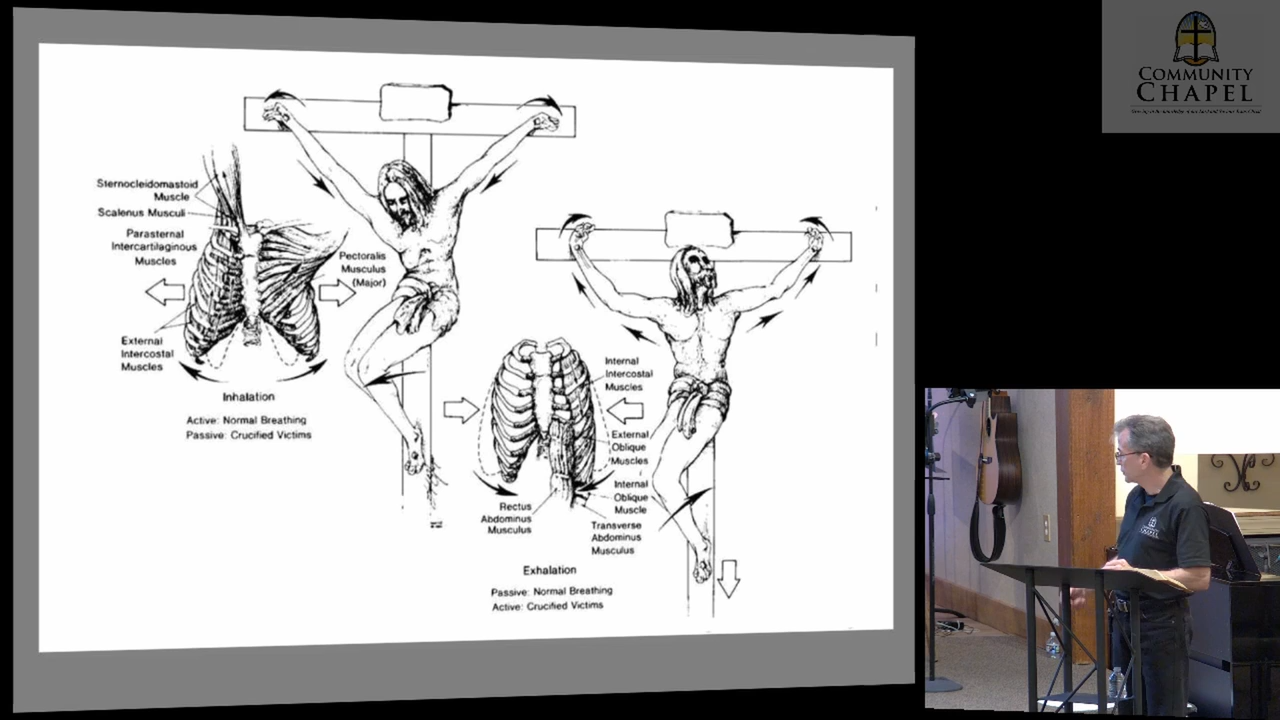 Sternocleidomastoid
Muscle
Scalenus Musculi
Parasternal
Intercartilaginous
Muscles
Pectoralis
Musculus
(Major)
External
Intercostal
Muscles
Inhalation
Active: Normal Breathing
Passive: Crucified Victims
Internal
Intercostal
Muscles
External
Oblique
Muscles
Internal
Oblique
Muscle
Rectus
Abdominus
Musculus
Transverse
Abdominus
Musculus
Exhalation
Passive: Normal Breathing
Active: Crucified Victims
COMMUNITY
CHAPEL
CHAPEL